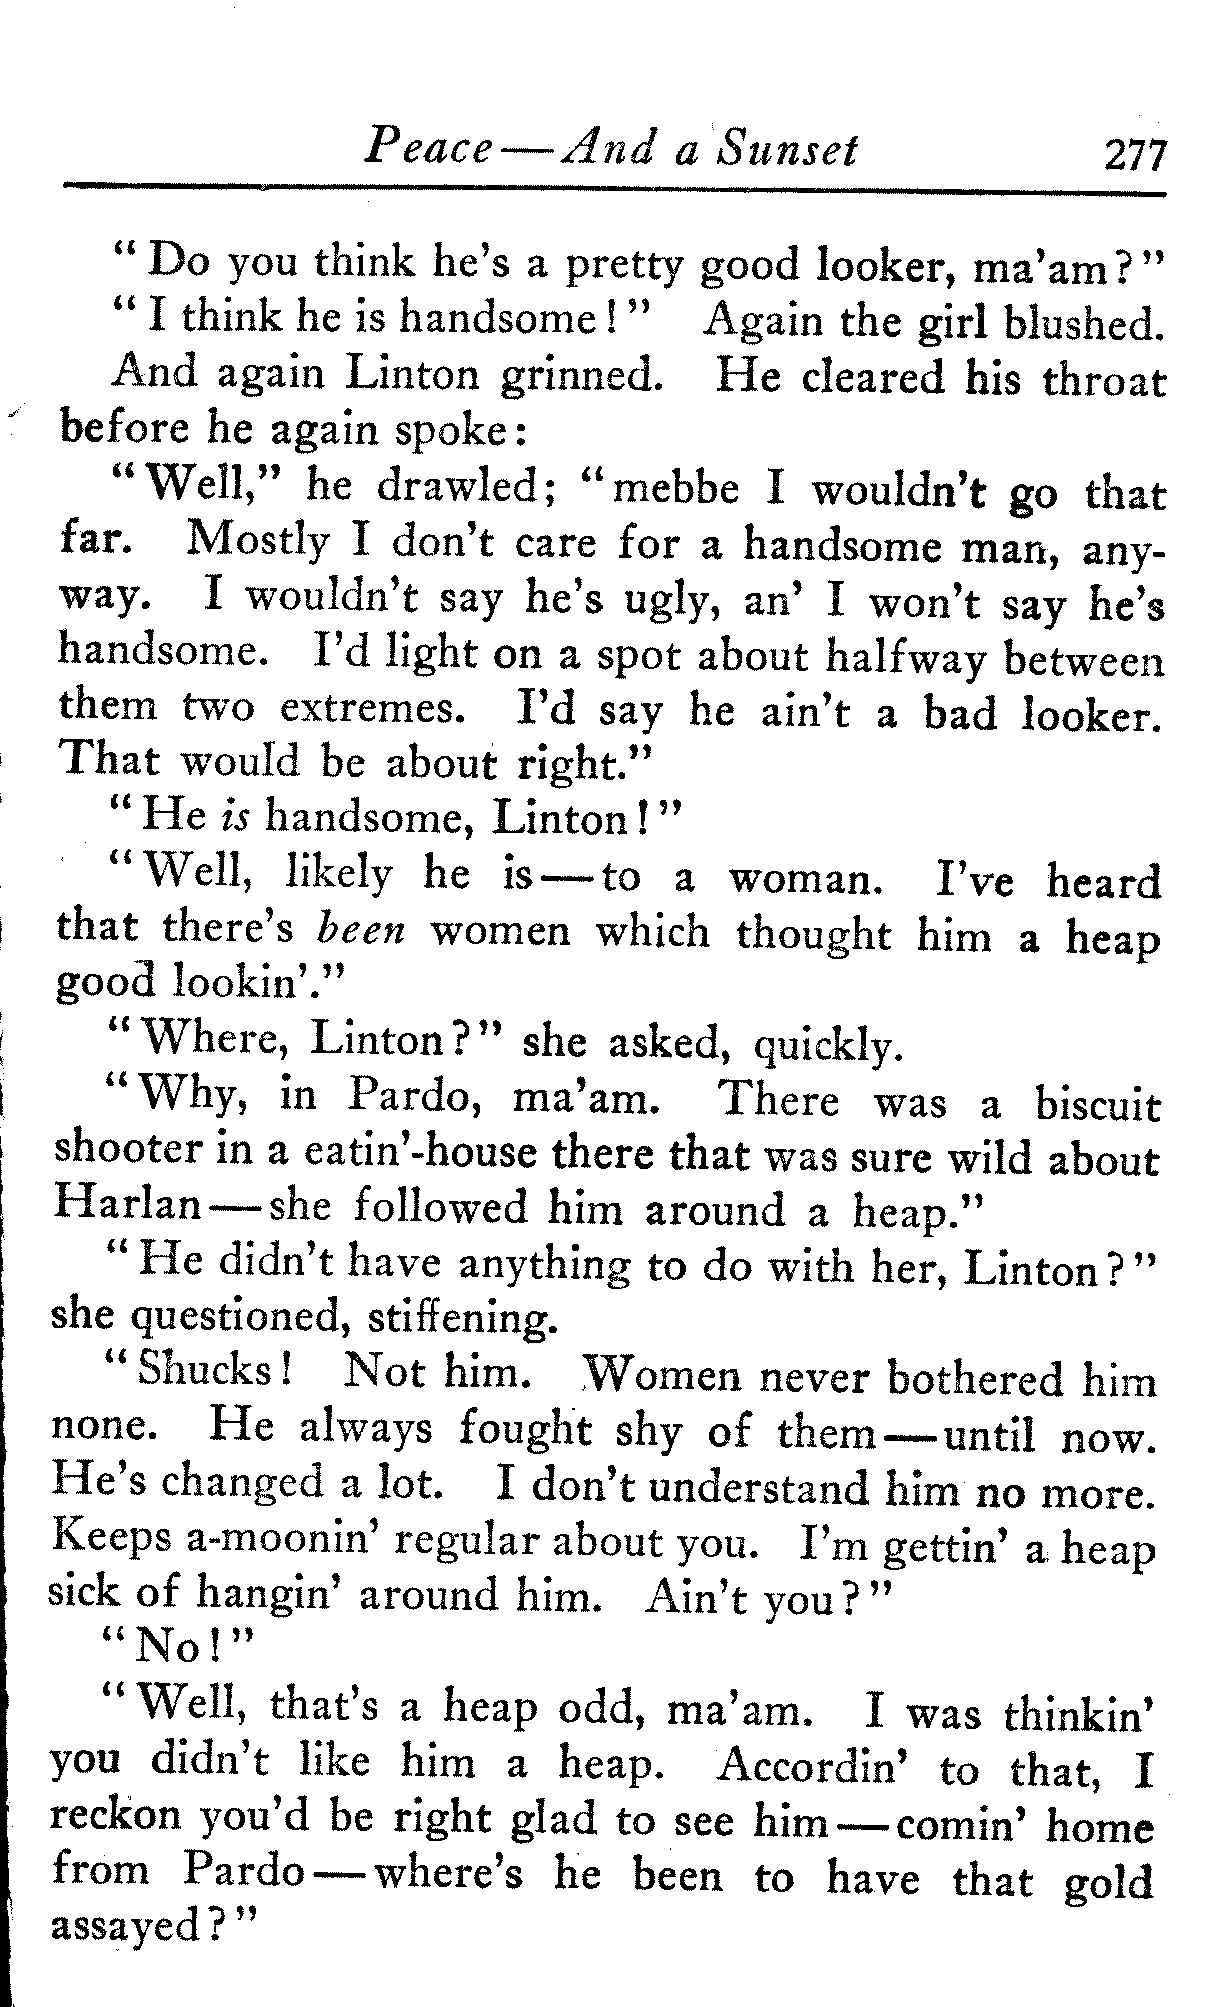 Peace—And a Sunset 277
"Do you think he's a pretty good looker, ma'am?"
"I think he is handsome!" Again the girl blushed.
And again Linton grinned. He cleared his throat
before he again spoke:
"Well," he drawled; "mebbe I wouldn't go that
far. Mostly I don't care for a handsome man, any-
way. I wouldn't say he's ugly, an' I won't say he's
handsome. I'd light on a spot about halfway between
them two extremes. I'd say he ain't a bad looker.
That would be about right."
"He is handsome, Linton!"
"Well, likely he is—to a woman. I've heard
that there's been women which thought him a heap
good lookin'."
"Where, Linton?" she asked, quickly.
"Why, in Pardo, ma'am. There was a biscuit
shooter in a eatin'-house there that was sure wild about
Harlan—she followed him around a heap."
"He didn't have anything to do with her, Linton?"
she questioned, stiffening.
"Shucks! Not him. Women never bothered him
none. He always fought shy of them—until now.
He's changed a lot. I don't understand him no more.
Keeps a-moonin' regular about you. I'm gettin' a heap
sick of hangin' around him. Ain't you?"
"No!"
"Well, that's a heap odd, ma'am. I was thinkin'
you didn't like him a heap. Accordin' to that, I
reckon you'd be right glad to see him—comin' home
from Pardo—where's he been to have that gold
assayed?"